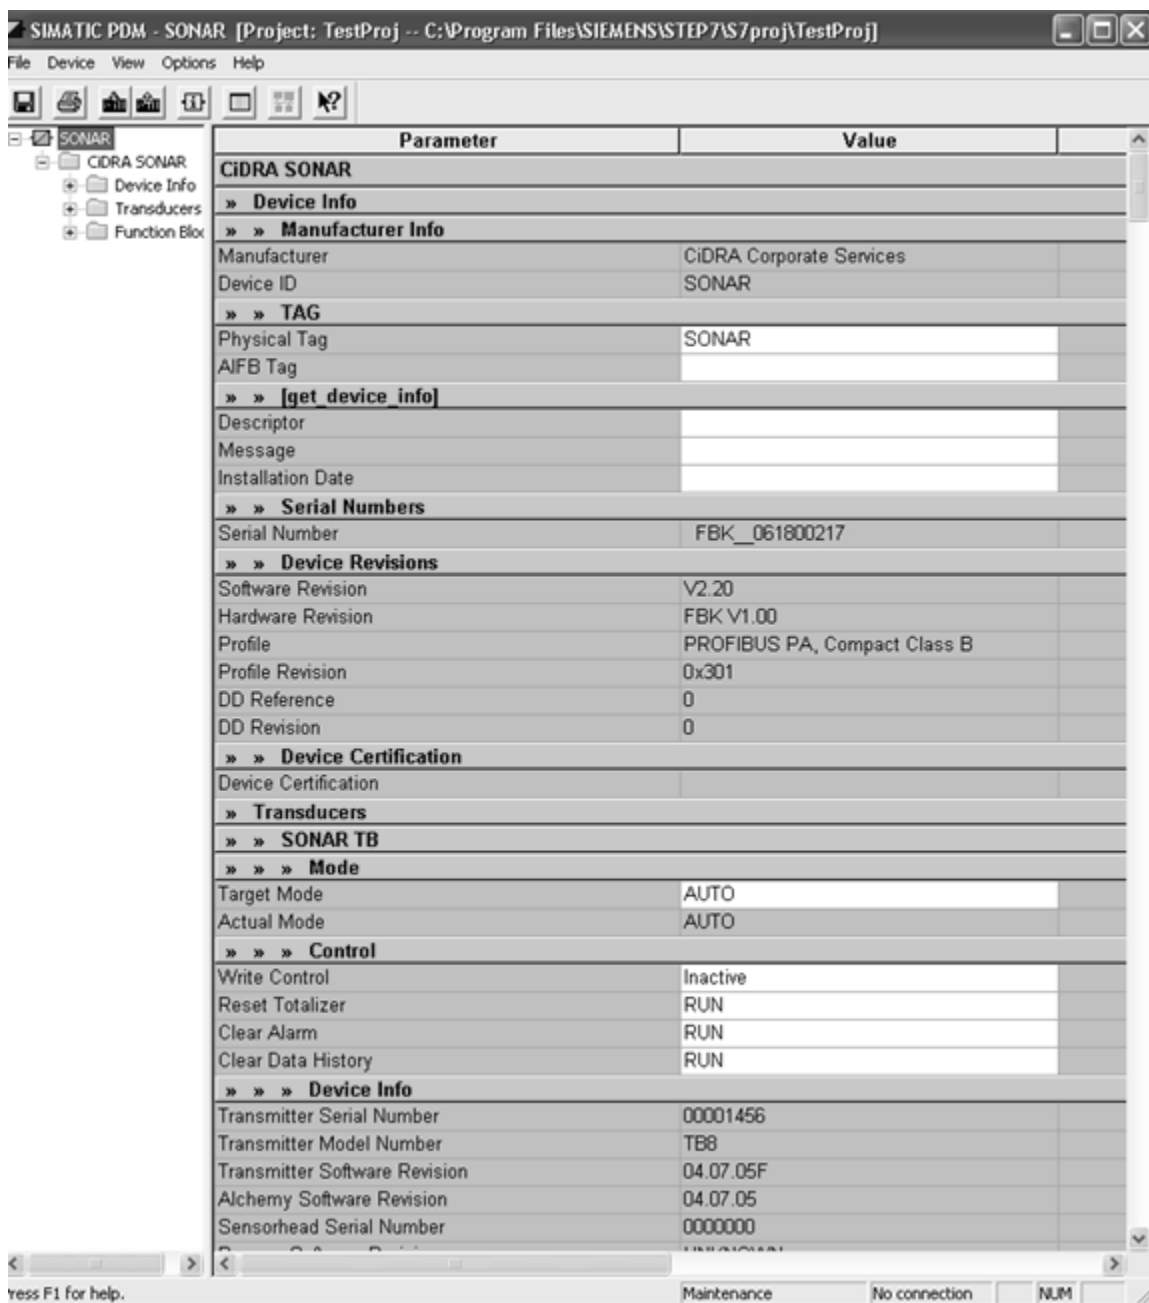 SIMATIC PDM - SONAR [Project: TestProj -- C:\Program Files\SIEMENS\STEP7\S7proj\TestProj]
File Device View Options Help
SONAR
CiDRA SONAR
Device Info
Transducers
Function Bloc
Parameter Value
CiDRA SONAR
» Device Info
» » Manufacturer Info
Manufacturer CiDRA Corporate Services
Device ID SONAR
» » TAG
Physical Tag SONAR
AIFB Tag
» » [get_device_info]
Descriptor
Message
Installation Date
» » Serial Numbers
Serial Number FBK__061800217
» » Device Revisions
Software Revision V2.20
Hardware Revision FBK V1.00
Profile PROFIBUS PA, Compact Class B
Profile Revision 0x301
DD Reference 0
DD Revision 0
» » Device Certification
Device Certification
» Transducers
» » SONAR TB
» » » Mode
Target Mode AUTO
Actual Mode AUTO
» » » Control
Write Control Inactive
Reset Totalizer RUN
Clear Alarm RUN
Clear Data History RUN
» » » Device Info
Transmitter Serial Number 00001456
Transmitter Model Number TB8
Transmitter Software Revision 04.07.05F
Alchemy Software Revision 04.07.05
Sensorhead Serial Number 0000000
Press F1 for help. Maintenance No connection NUM